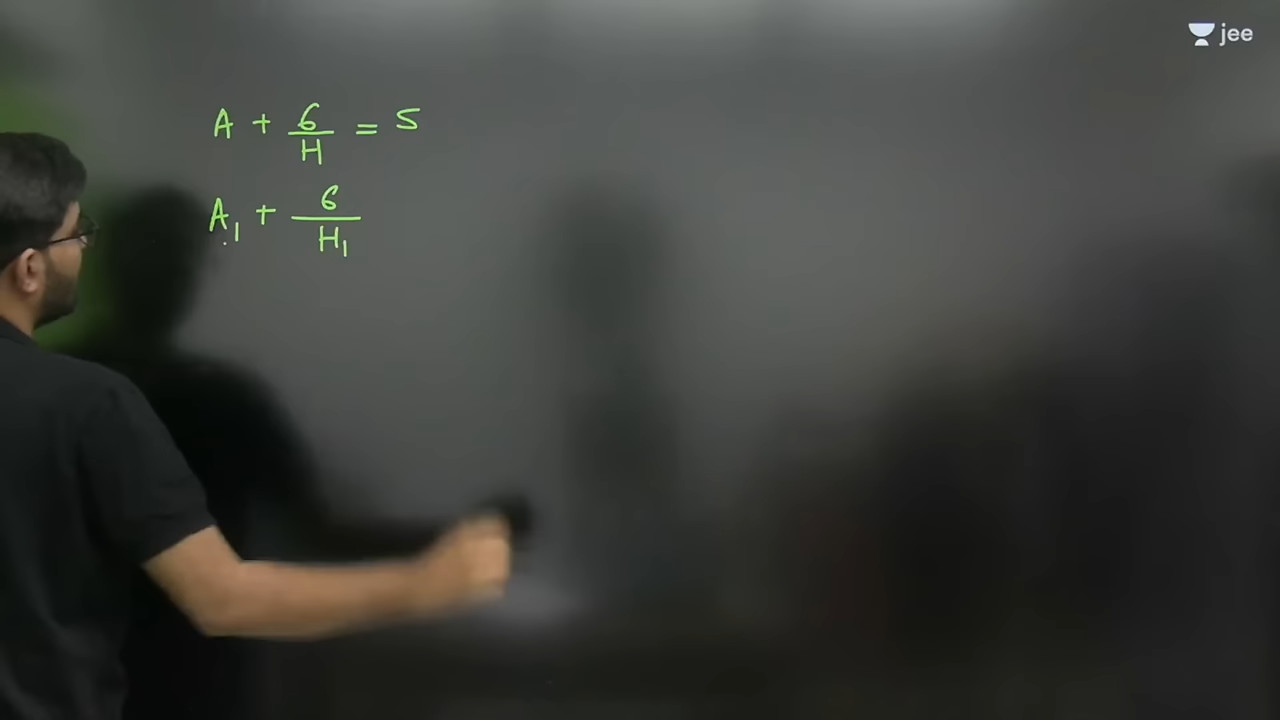 jee
A + 6/H = 5
A₁ + 6/H₁